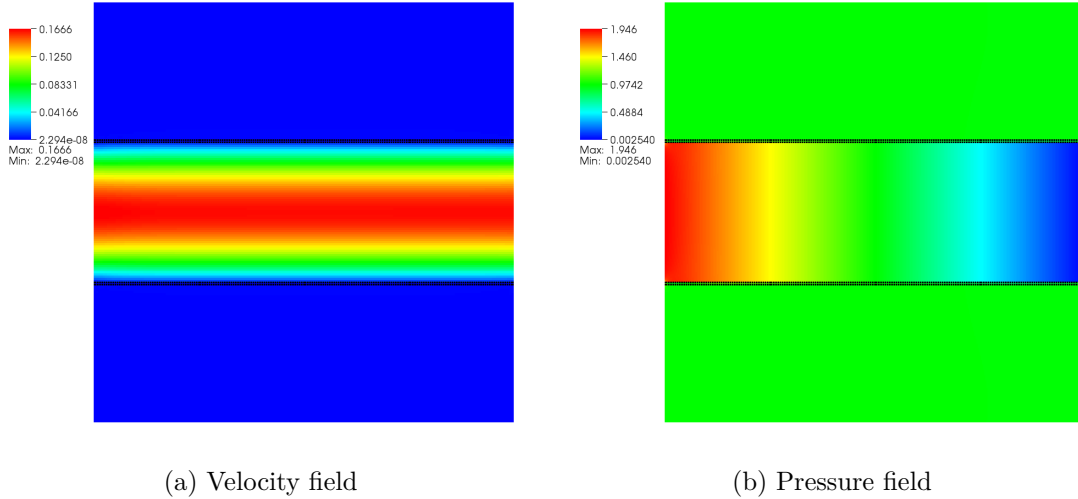 0.1666
0.1250
0.08331
0.04166
2.294e-08
Max: 0.1666
Min: 2.294e-08
1.946
1.460
0.9742
0.4884
0.002540
Max: 1.946
Min: 0.002540
(a) Velocity field
(b) Pressure field